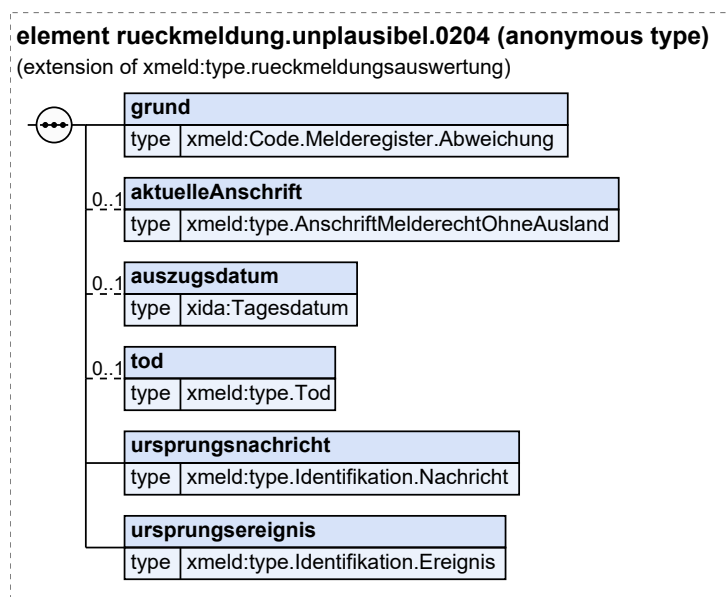 element rueckmeldung.unplausibel.0204 (anonymous type)
(extension of xmeld:type.rueckmeldungsauswertung)
grund
type xmeld:Code.Melderegister.Abweichung
0..1 aktuelleAnschrift
type xmeld:type.AnschriftMelderechtOhneAusland
0..1 auszugsdatum
type xida:Tagesdatum
0..1 tod
type xmeld:type.Tod
ursprungsnachricht
type xmeld:type.Identifikation.Nachricht
ursprungsereignis
type xmeld:type.Identifikation.Ereignis